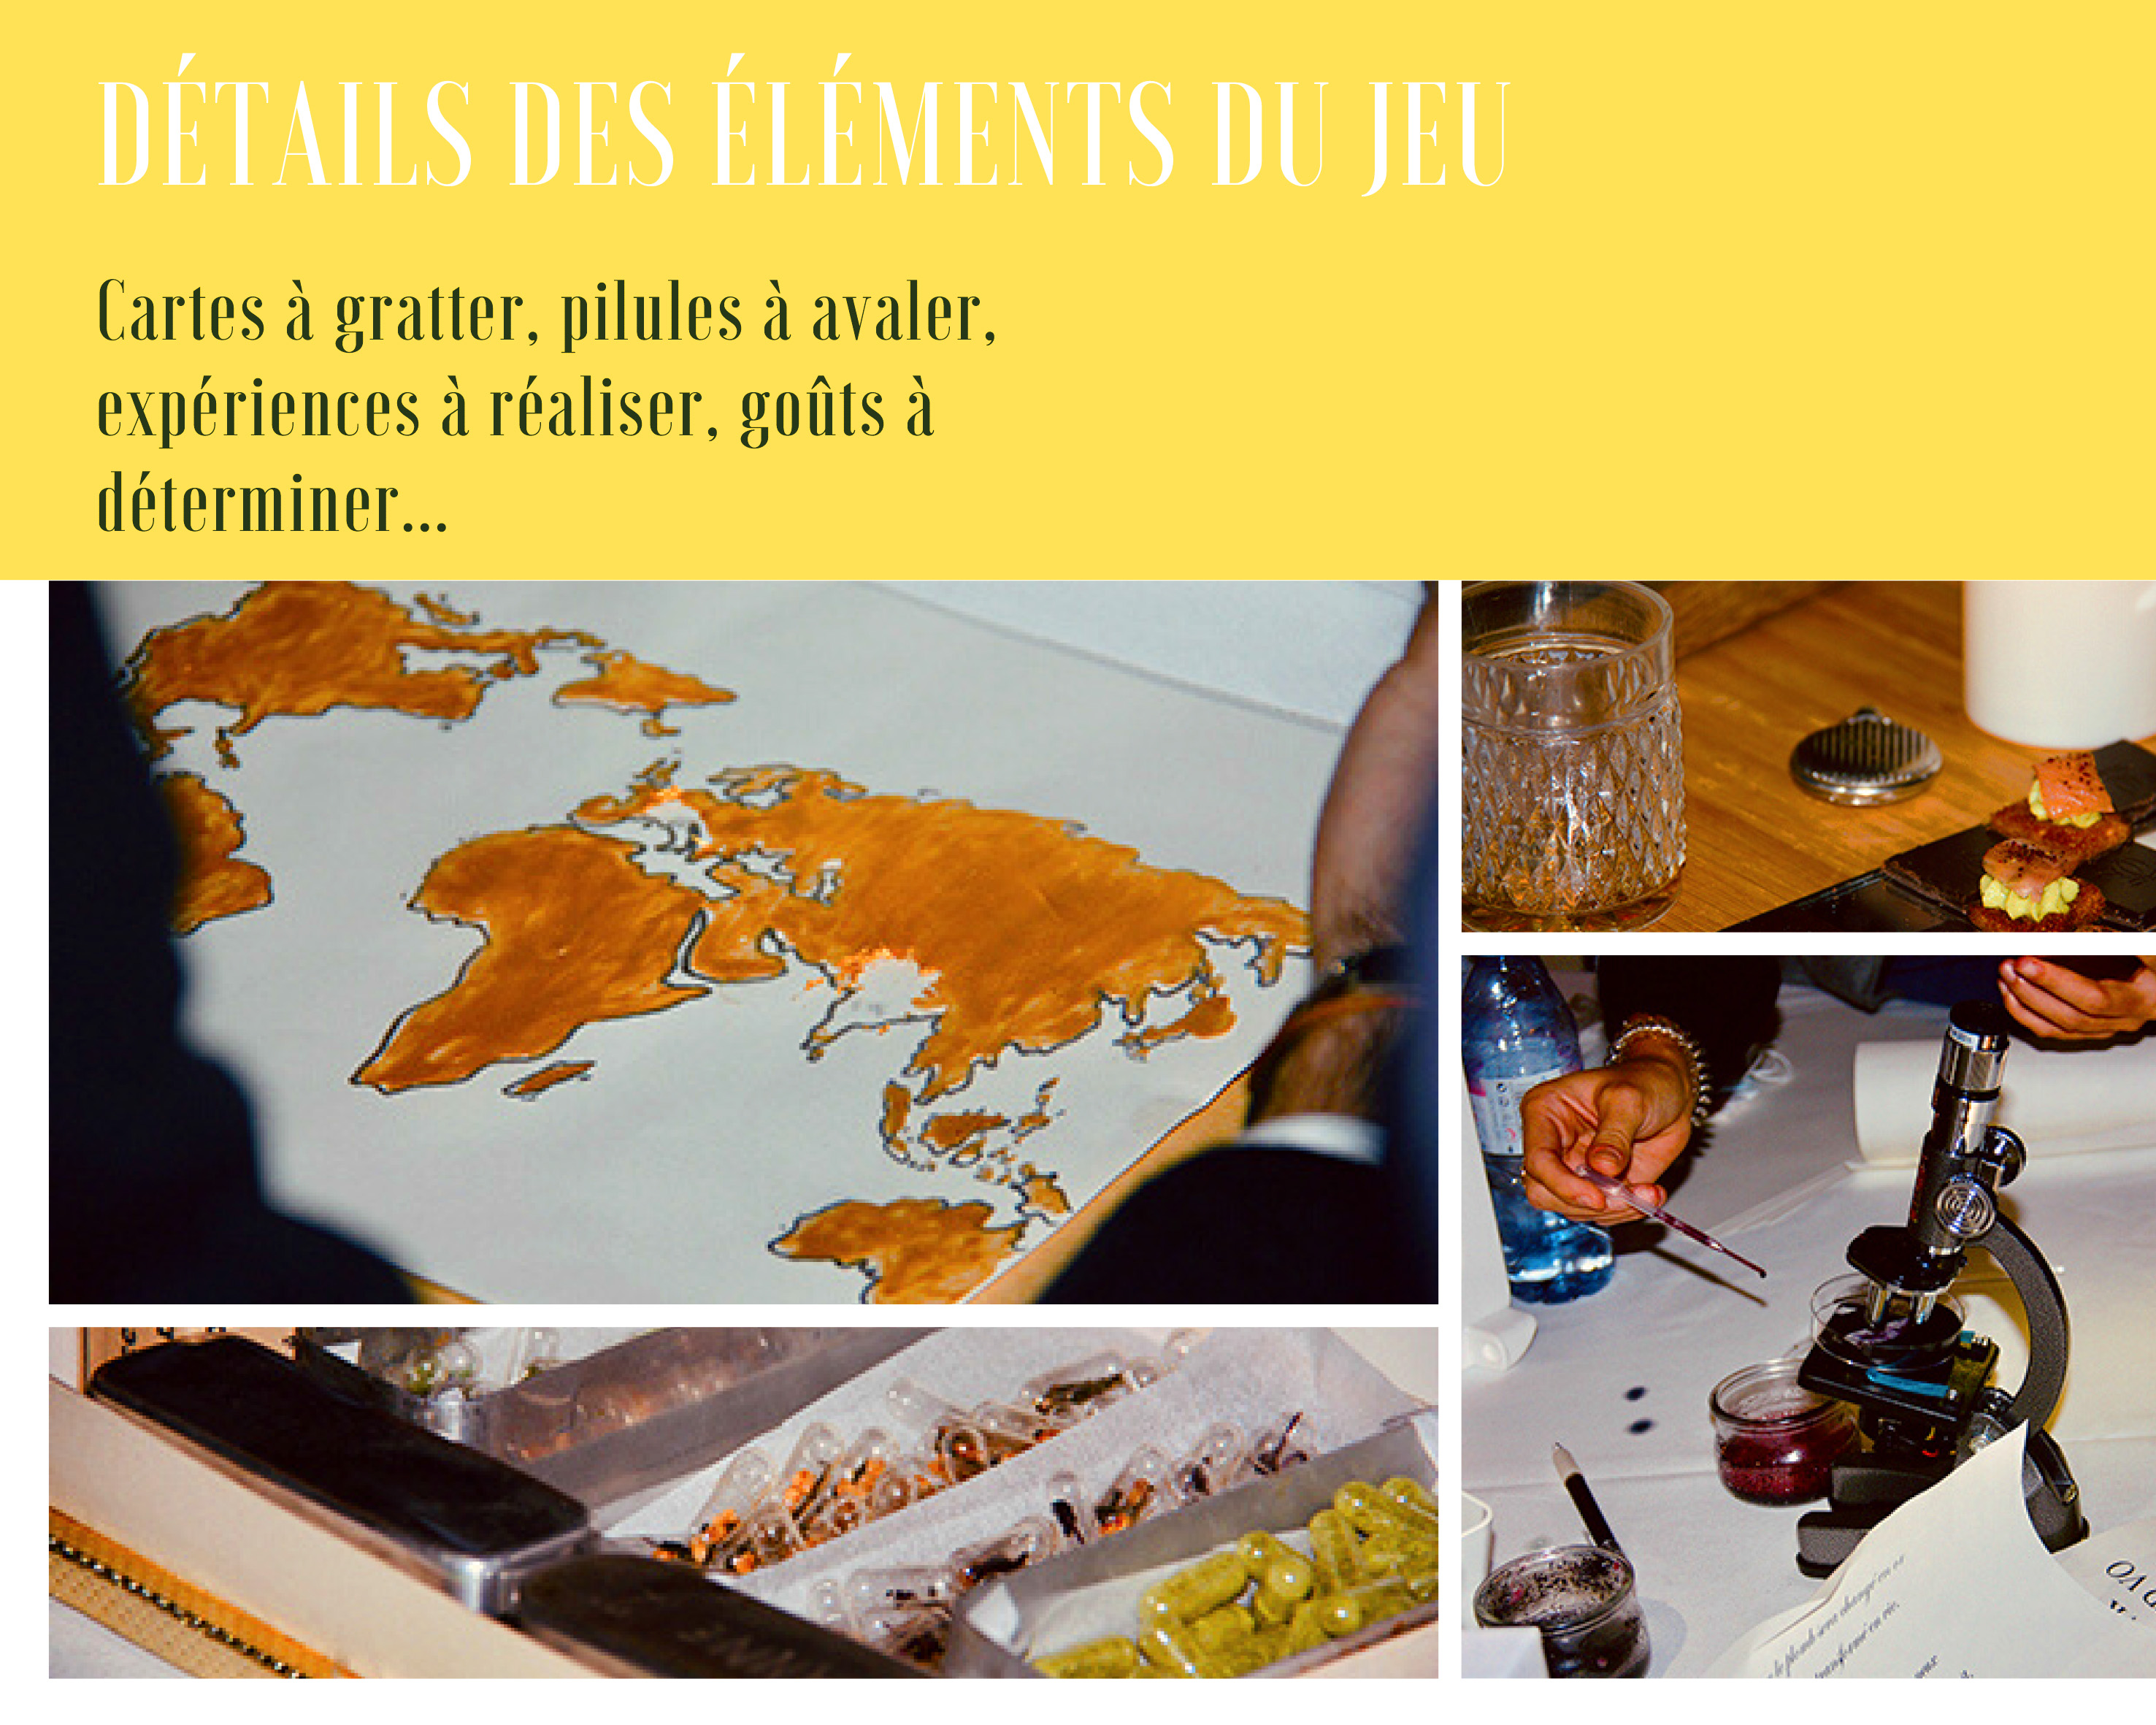 DÉTAILS DES ÉLÉMENTS DU JEU
Cartes à gratter, pilules à avaler,
expériences à réaliser, goûts à
déterminer...